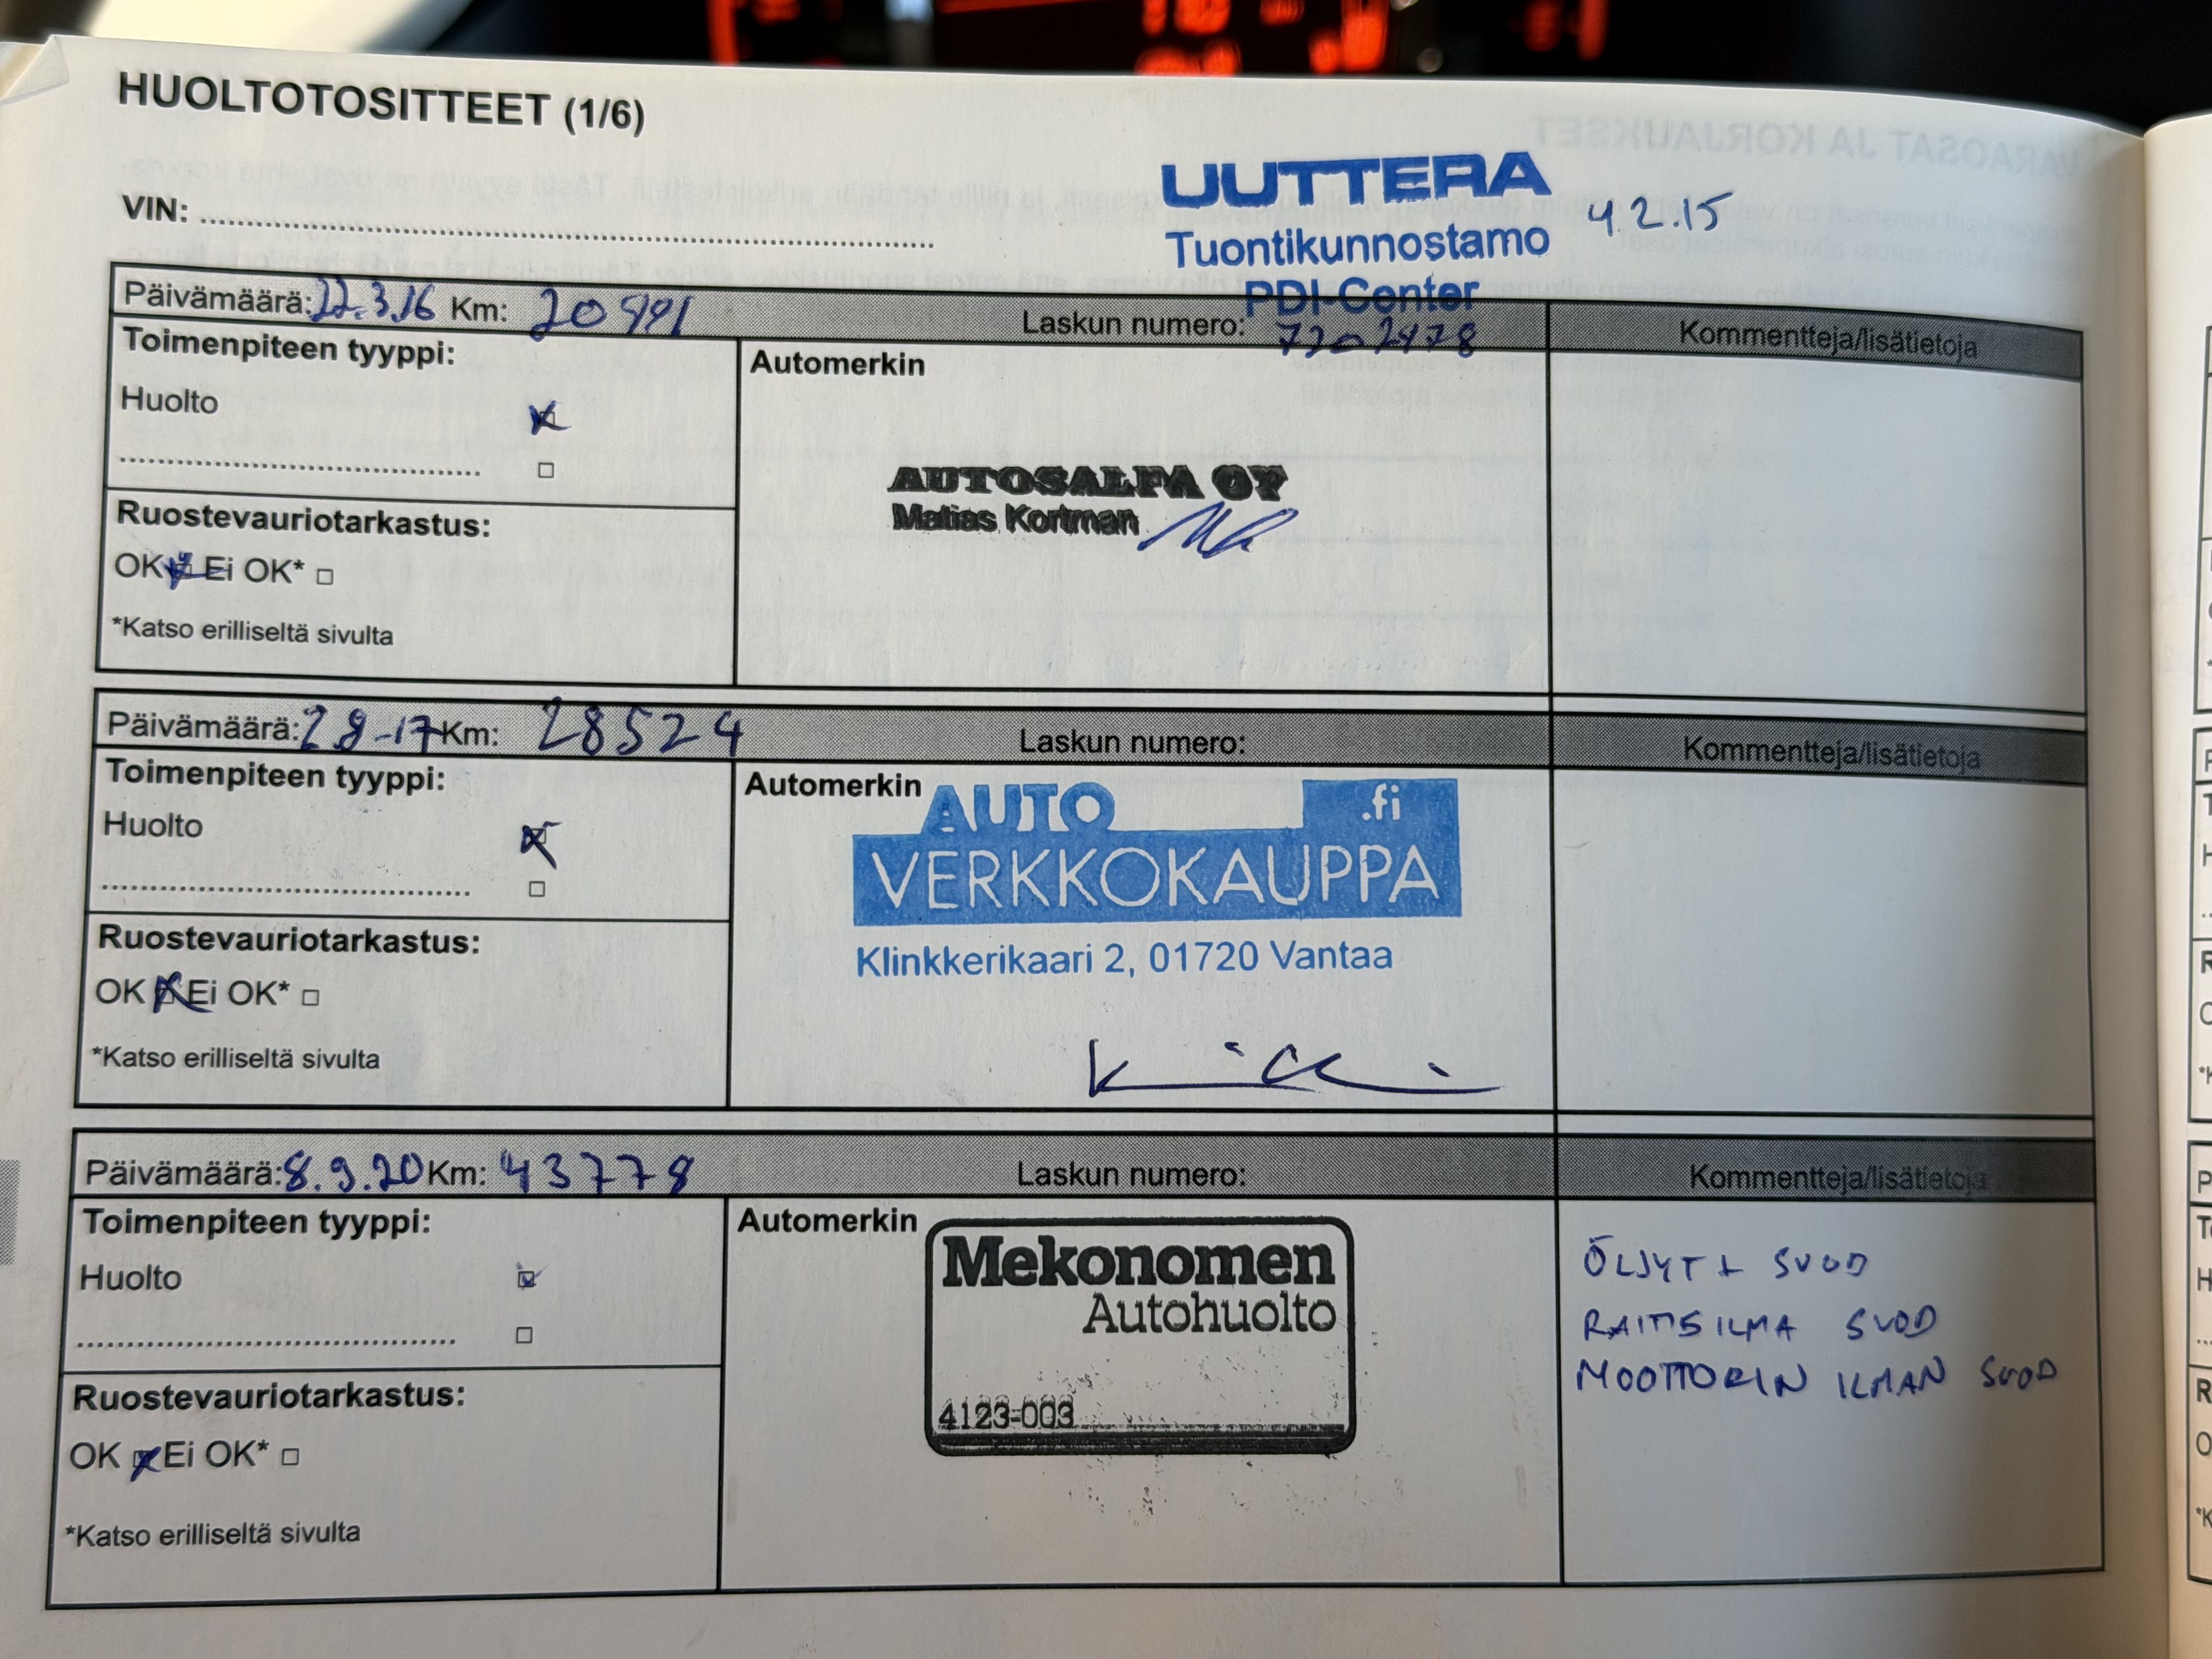 HUOLTOTOSITTEET (1/6)
VIN:
UUTTERA
Tuontikunnostamo
PDI-Center
4.2.15
Päivämäärä: 22.3.16 Km: 20991 Laskun numero: 7202478 Kommentteja/lisätietoja
Toimenpiteen tyyppi:
Huolto
Ruostevauriotarkastus:
OK Ei OK*
*Katso erilliseltä sivulta
Automerkin
AUTOSALPA OY
Matias Kortman
Päivämäärä: 28-17 Km: 28524 Laskun numero: Kommentteja/lisätietoja
Toimenpiteen tyyppi:
Huolto
Ruostevauriotarkastus:
OK Ei OK*
*Katso erilliseltä sivulta
Automerkin
AUTO .fi
VERKKOKAUPPA
Klinkkerikaari 2, 01720 Vantaa
Päivämäärä: 8.9.20 Km: 43778 Laskun numero: Kommentteja/lisätietoja
Toimenpiteen tyyppi:
Huolto
Ruostevauriotarkastus:
OK Ei OK*
*Katso erilliseltä sivulta
Automerkin
Mekonomen
Autohuolto
4123-003
ÖLJYT + SUOD
RAITISILMA SUOD
MOOTTORIN ILMAN SUOD